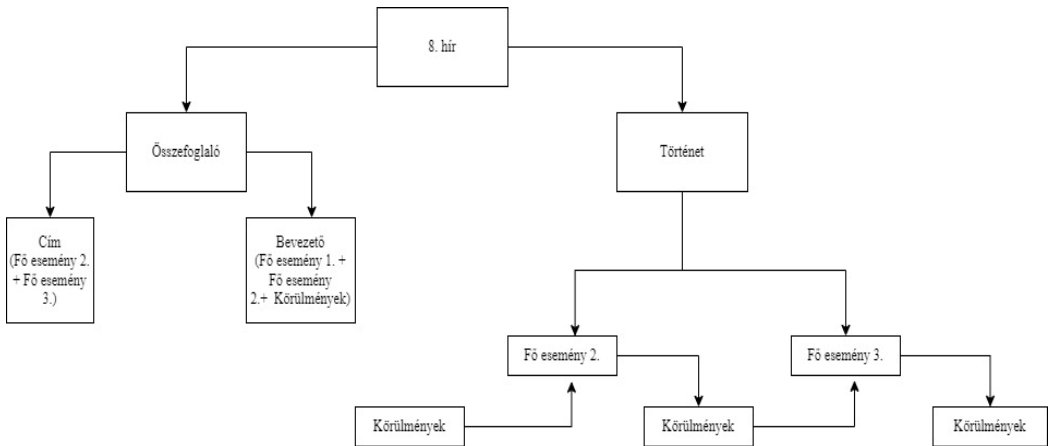 8. hír
Összefoglaló
Történet
Cím
(Fő esemény 2.
+ Fő esemény
3.)
Bevezető
(Fő esemény 1. +
Fő esemény
2.+ Körülmények)
Fő esemény 2.
Fő esemény 3.
Körülmények
Körülmények
Körülmények